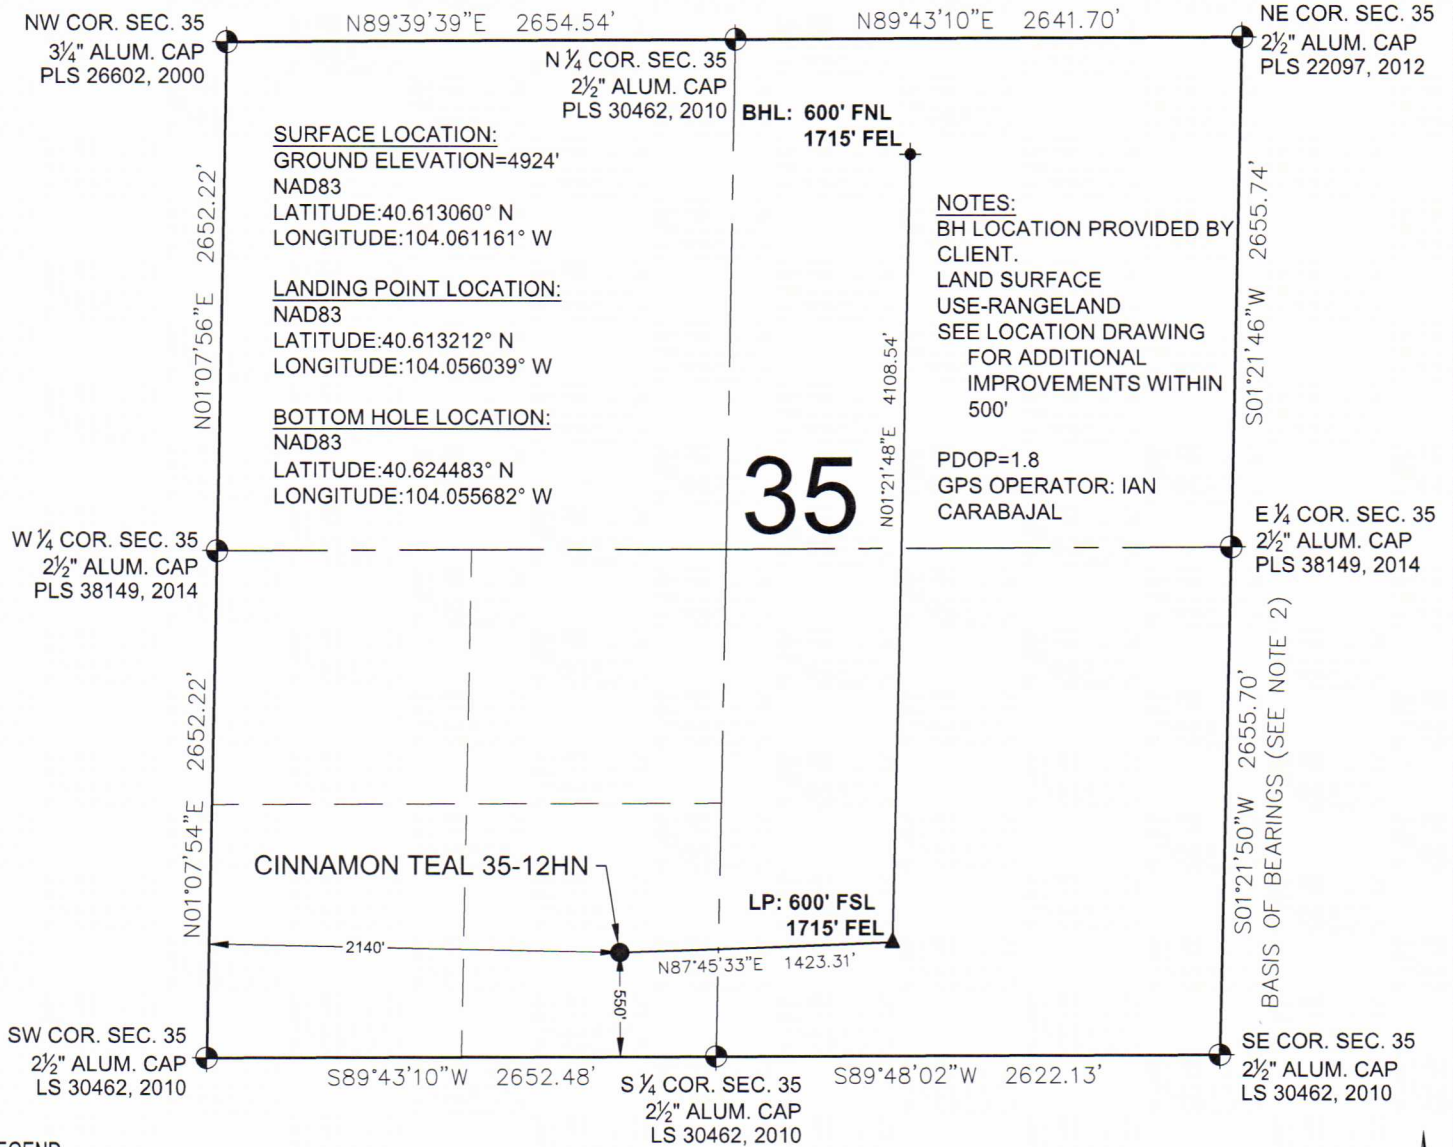 NW COR. SEC. 35
3¼" ALUM. CAP
PLS 26602, 2000
N89°39'39"E 2654.54'
N ¼ COR. SEC. 35
2½" ALUM. CAP
PLS 30462, 2010
N89°43'10"E 2641.70'
NE COR. SEC. 35
2½" ALUM. CAP
PLS 22097, 2012
BHL: 600' FNL
1715' FEL
SURFACE LOCATION:
GROUND ELEVATION=4924'
NAD83
LATITUDE:40.613060° N
LONGITUDE:104.061161° W
LANDING POINT LOCATION:
NAD83
LATITUDE:40.613212° N
LONGITUDE:104.056039° W
BOTTOM HOLE LOCATION:
NAD83
LATITUDE:40.624483° N
LONGITUDE:104.055682° W
N01°07'56"E 2652.22'
NOTES:
BH LOCATION PROVIDED BY
CLIENT.
LAND SURFACE
USE-RANGELAND
SEE LOCATION DRAWING
FOR ADDITIONAL
IMPROVEMENTS WITHIN
500'
PDOP=1.8
GPS OPERATOR: IAN
CARABAJAL
S01°21'46"W 2655.74'
35
N01°21'48"E 4108.54'
W ¼ COR. SEC. 35
2½" ALUM. CAP
PLS 38149, 2014
E ¼ COR. SEC. 35
2½" ALUM. CAP
PLS 38149, 2014
N01°07'54"E 2652.22'
S01°21'50"W 2655.70'
BASIS OF BEARINGS (SEE NOTE 2)
CINNAMON TEAL 35-12HN
LP: 600' FSL
1715' FEL
2140'
N87°45'33"E 1423.31'
550'
SW COR. SEC. 35
2½" ALUM. CAP
LS 30462, 2010
S89°43'10"W 2652.48'
S ¼ COR. SEC. 35
2½" ALUM. CAP
LS 30462, 2010
S89°48'02"W 2622.13'
SE COR. SEC. 35
2½" ALUM. CAP
LS 30462, 2010